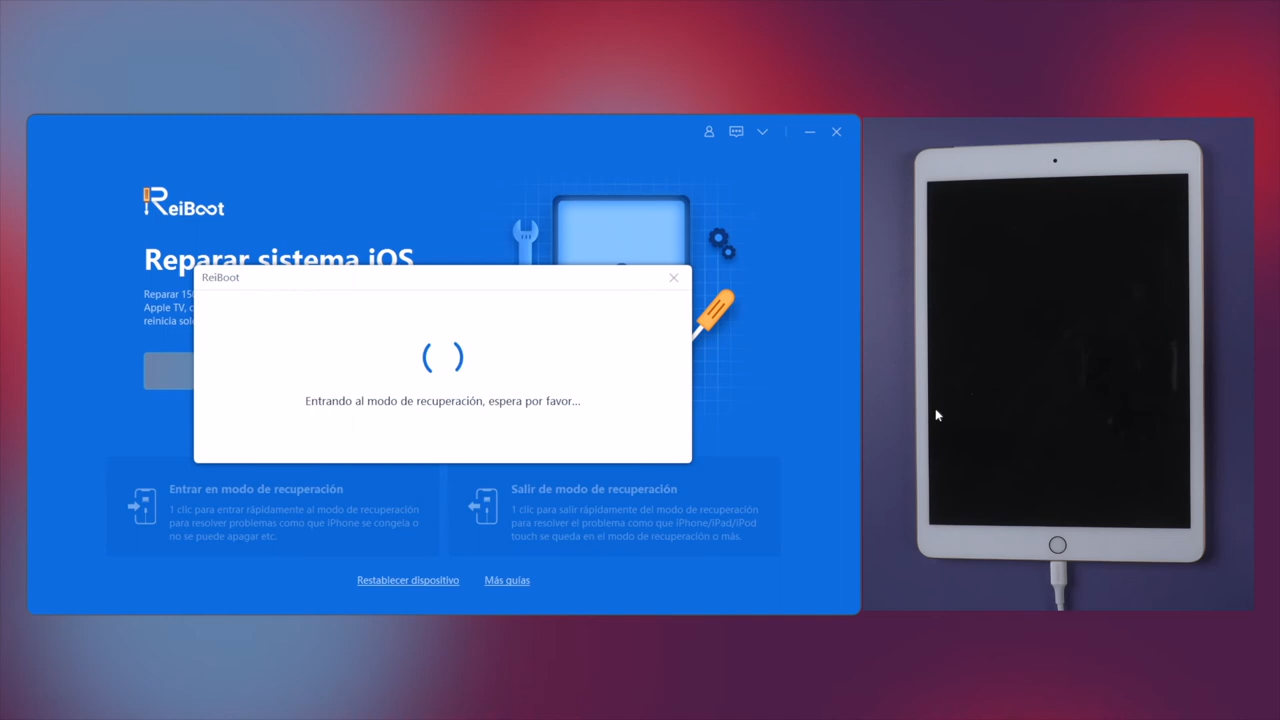 ReiBoot
Reparar sistema iOS
Reparar 15
Apple TV, c
reinicia sol
ReiBoot
Entrando al modo de recuperación, espera por favor...
Entrar en modo de recuperación
1 clic para entrar rápidamente al modo de recuperación
para resolver problemas como que iPhone se congela o
no se puede apagar etc.
Salir de modo de recuperación
1 clic para salir rápidamente del modo de recuperación
para resolver el problema como que iPhone/iPad/iPod
touch se queda en el modo de recuperación o más.
Restablecer dispositivo
Más guías